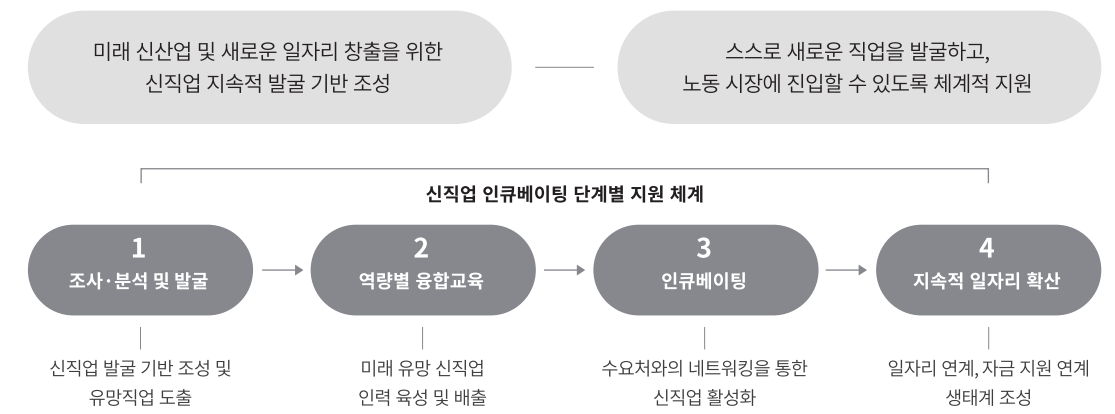 미래 신산업 및 새로운 일자리 창출을 위한
신직업 지속적 발굴 기반 조성
스스로 새로운 직업을 발굴하고,
노동 시장에 진입할 수 있도록 체계적 지원
신직업 인큐베이팅 단계별 지원 체계
1
조사·분석 및 발굴
2
역량별 융합교육
3
인큐베이팅
4
지속적 일자리 확산
신직업 발굴 기반 조성 및
유망직업 도출
미래 유망 신직업
인력 육성 및 배출
수요처와의 네트워킹을 통한
신직업 활성화
일자리 연계, 자금 지원 연계
생태계 조성